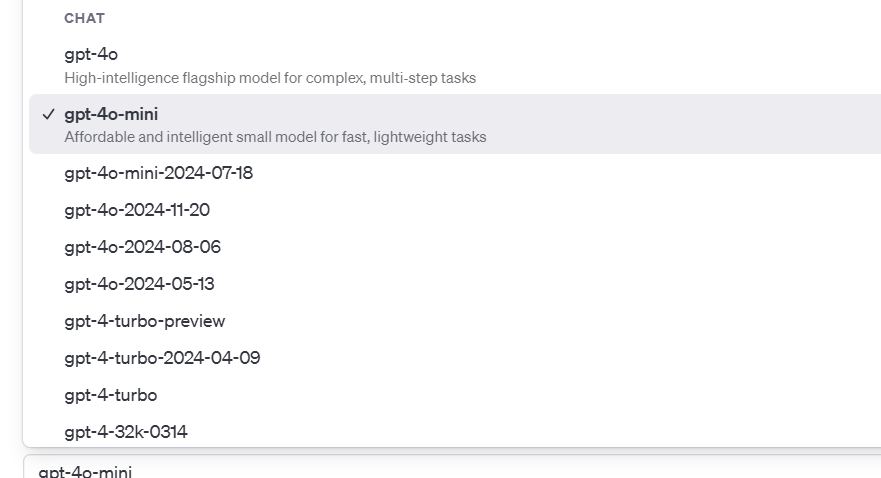 CHAT
gpt-4o
High-intelligence flagship model for complex, multi-step tasks
gpt-4o-mini
Affordable and intelligent small model for fast, lightweight tasks
gpt-4o-mini-2024-07-18
gpt-4o-2024-11-20
gpt-4o-2024-08-06
gpt-4o-2024-05-13
gpt-4-turbo-preview
gpt-4-turbo-2024-04-09
gpt-4-turbo
gpt-4-32k-0314
gpt-4o-mini